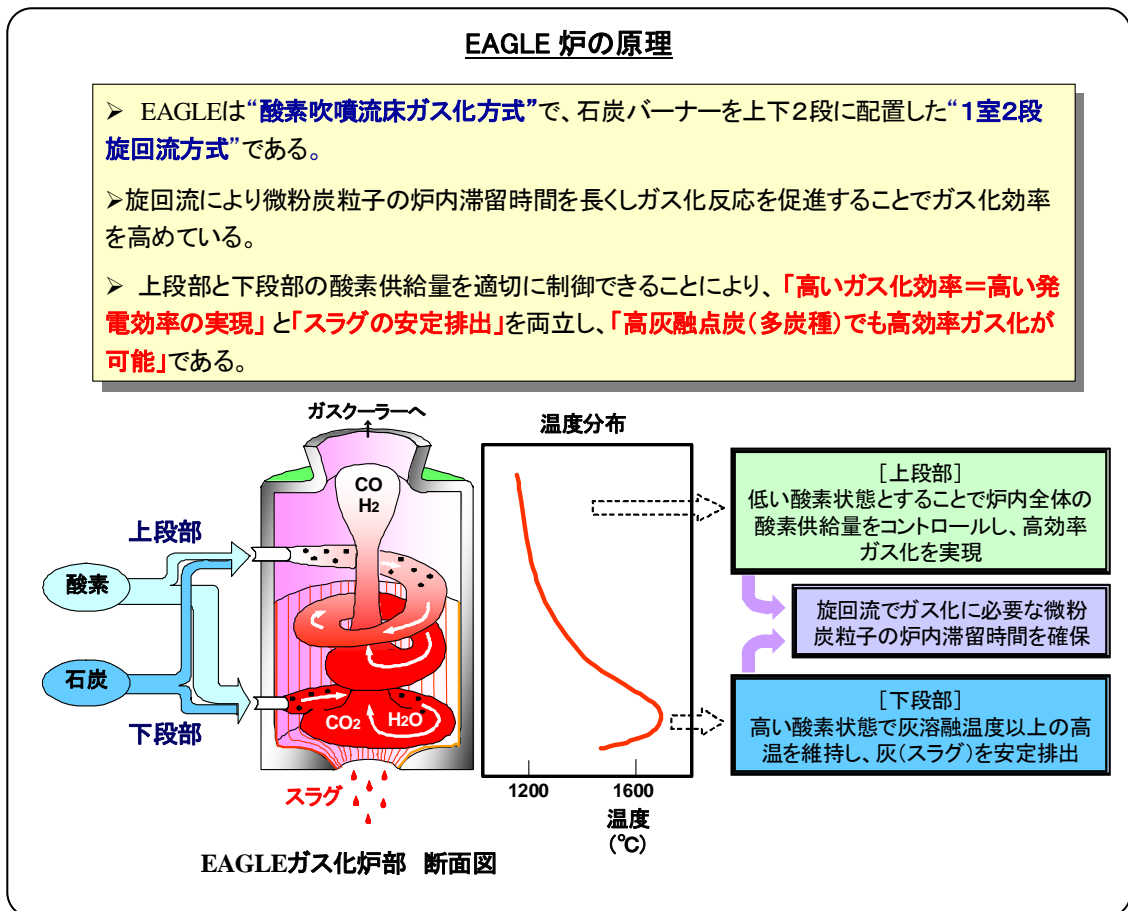 EAGLE 炉の原理
➢ EAGLEは“酸素吹噴流床ガス化方式”で、石炭バーナーを上下２段に配置した“１室２段
旋回流方式”である。
➢旋回流により微粉炭粒子の炉内滞留時間を長くしガス化反応を促進することでガス化効率
を高めている。
➢ 上段部と下段部の酸素供給量を適切に制御できることにより、「高いガス化効率＝高い発
電効率の実現」と「スラグの安定排出」を両立し、「高灰融点炭（多炭種）でも高効率ガス化が
可能」である。
ガスクーラーへ
温度分布
CO
H2
上段部
酸素
石炭
下段部
CO2
H2O
スラグ
1200
1600
温度
(℃)
[上段部]
低い酸素状態とすることで炉内全体の
酸素供給量をコントロールし、高効率
ガス化を実現
旋回流でガス化に必要な微粉
炭粒子の炉内滞留時間を確保
[下段部]
高い酸素状態で灰溶融温度以上の高
温を維持し、灰（スラグ）を安定排出
EAGLEガス化炉部 断面図